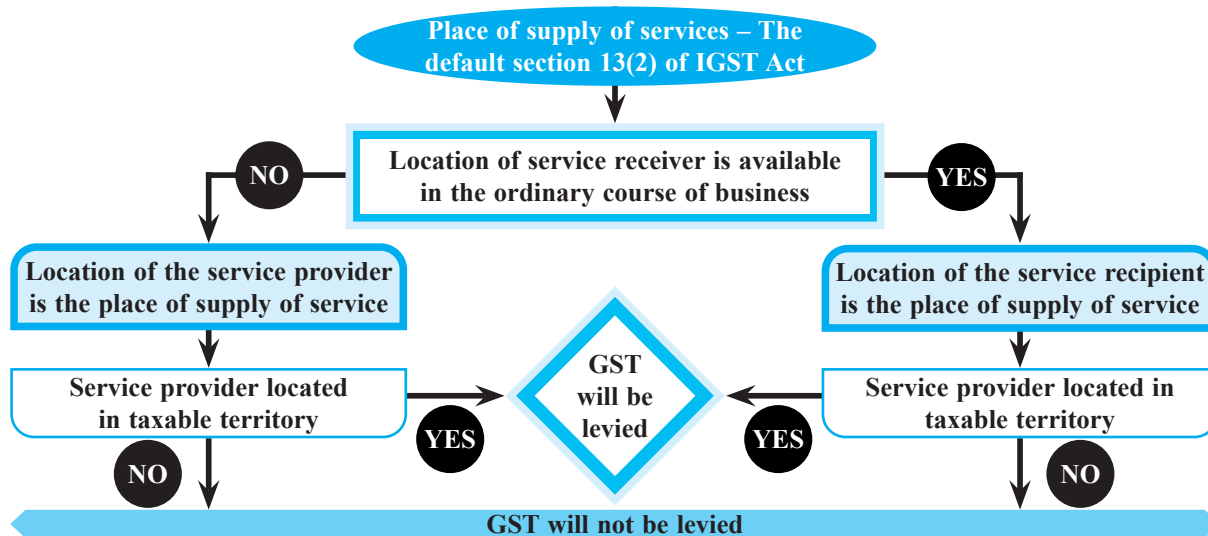 Place of supply of services – The
default section 13(2) of IGST Act
Location of service receiver is available
in the ordinary course of business
NO
YES
Location of the service provider
is the place of supply of service
Location of the service recipient
is the place of supply of service
GST
will be
levied
Service provider located
in taxable territory
Service provider located in
taxable territory
YES
YES
NO
NO
GST will not be levied